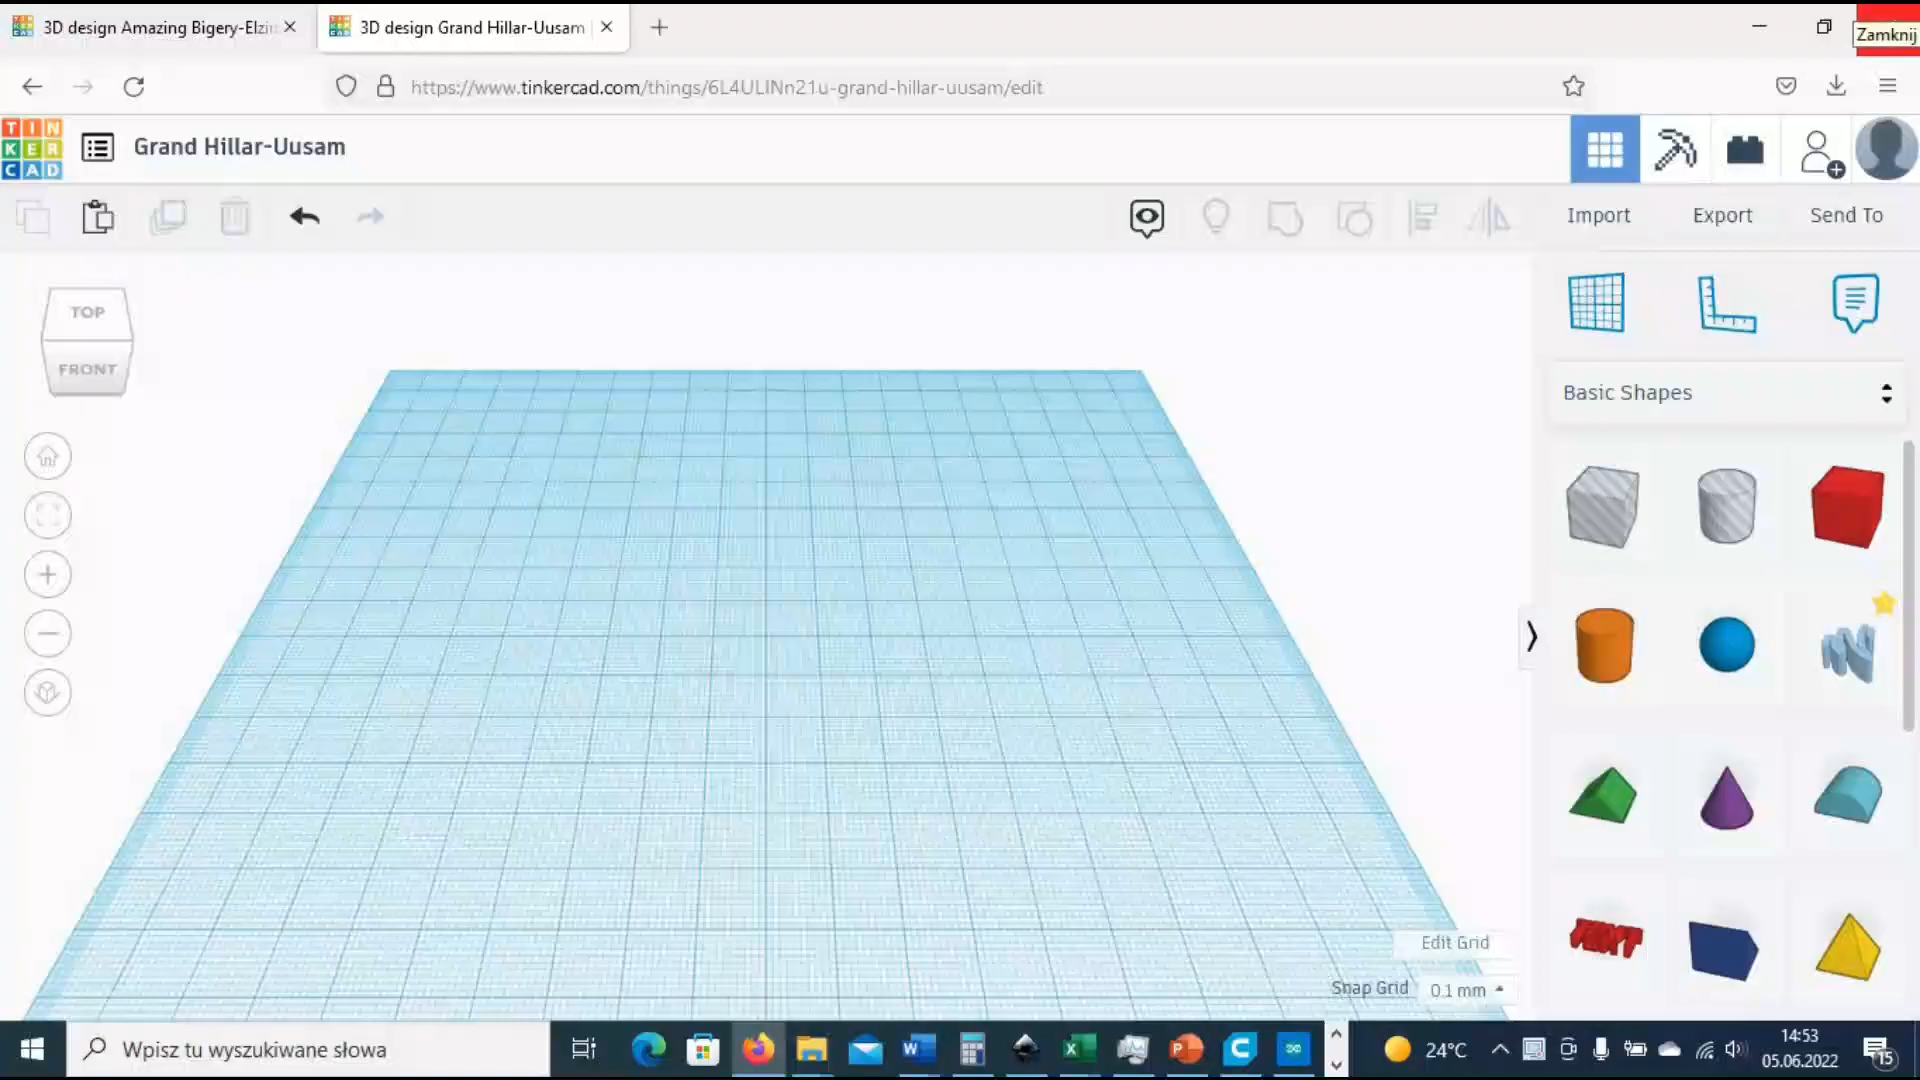 3D design Amazing Bigery-Elzi
3D design Grand Hillar-Uusam
Zamknij
https://www.tinkercad.com/things/6L4ULINn21u-grand-hillar-uusam/edit
TIN
KER
CAD
Grand Hillar-Uusam
Import
Export
Send To
TOP
FRONT
Basic Shapes
TEXT
Edit Grid
Snap Grid
0.1 mm
Wpisz tu wyszukiwane słowa
24°C
14:53
05.06.2022
15